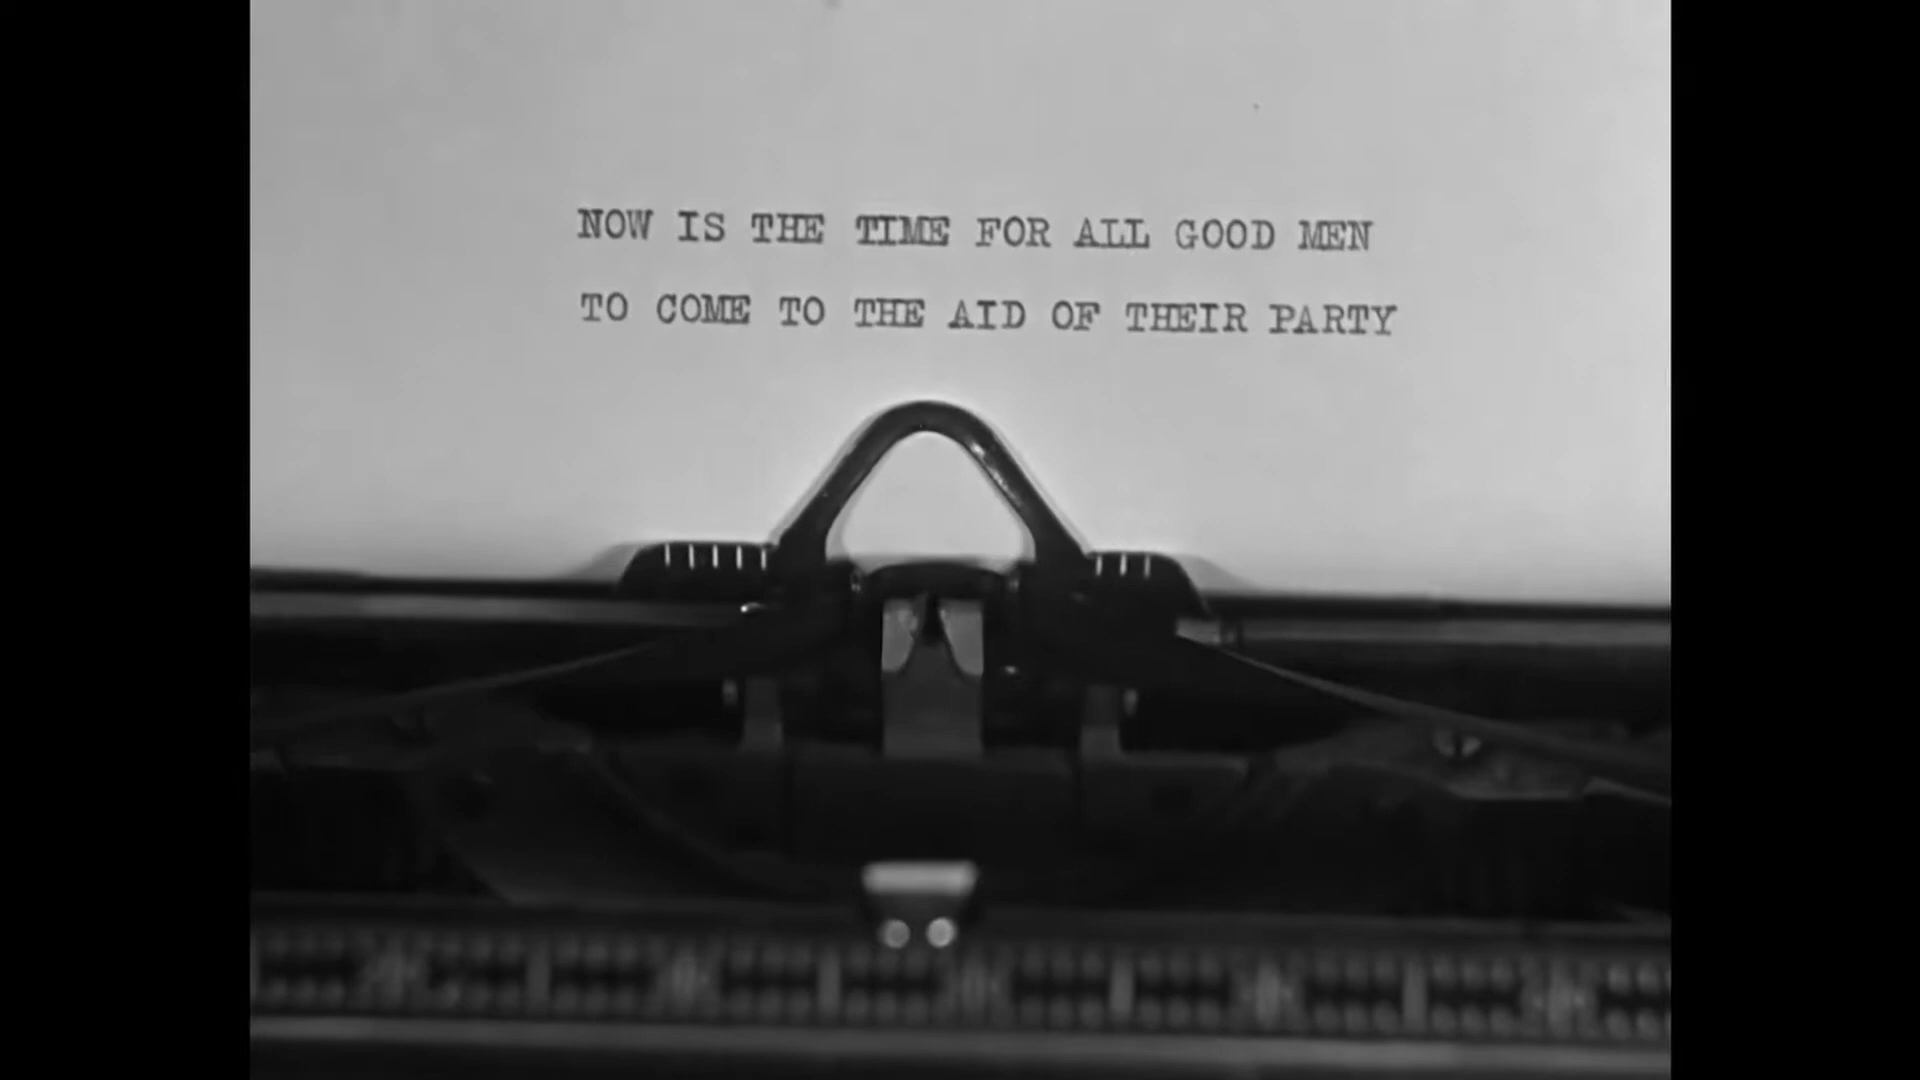 NOW IS THE TIME FOR ALL GOOD MEN
TO COME TO THE AID OF THEIR PARTY